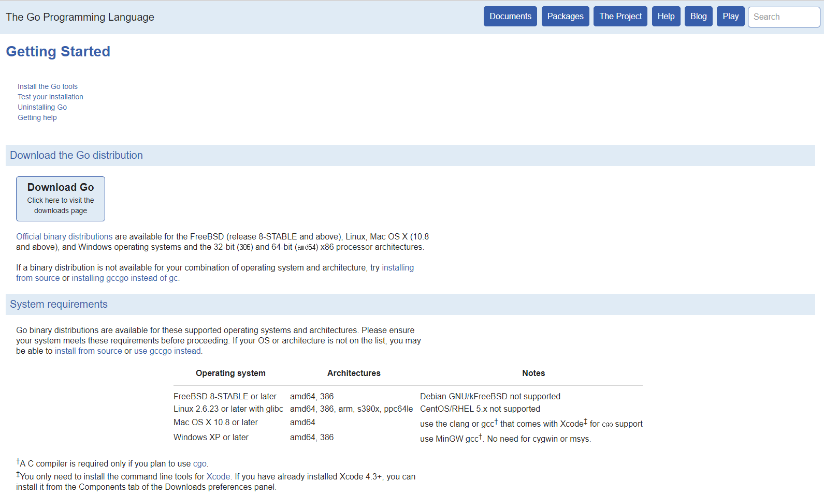 The Go Programming Language
Documents Packages The Project Help Blog Play Search
Getting Started
Install the Go tools
Test your installation
Uninstalling Go
Getting help
Download the Go distribution
Download Go
Click here to visit the
downloads page
Official binary distributions are available for the FreeBSD (release 8-STABLE and above), Linux, Mac OS X (10.8
and above), and Windows operating systems and the 32 bit (386) and 64 bit (amd64) x86 processor architectures.
If a binary distribution is not available for your combination of operating system and architecture, try installing
from source or installing gccgo instead of gc.
System requirements
Go binary distributions are available for these supported operating systems and architectures. Please ensure
your system meets these requirements before proceeding. If your OS or architecture is not on the list, you may
be able to install from source or use gccgo instead.
Operating system Architectures Notes
FreeBSD 8-STABLE or later amd64, 386 Debian GNU/kFreeBSD not supported
Linux 2.6.23 or later with glibc amd64, 386, arm, s390x, ppc64le CentOS/RHEL 5.x not supported
Mac OS X 10.8 or later amd64 use the clang or gcc† that comes with Xcode‡ for cgo support
Windows XP or later amd64, 386 use MinGW gcc†. No need for cygwin or msys.
†A C compiler is required only if you plan to use cgo.
‡You only need to install the command line tools for Xcode. If you have already installed Xcode 4.3+, you can
install it from the Components tab of the Downloads preferences panel.